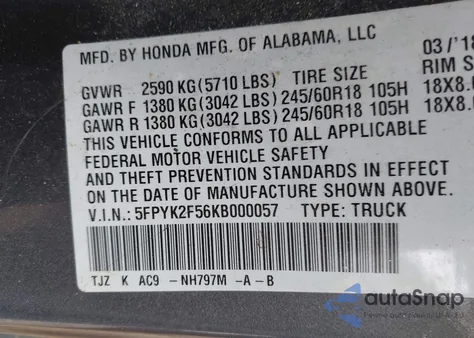 MFD. BY HONDA MFG. OF ALABAMA, LLC
03/'18
GVWR 2590 KG(5710 LBS) TIRE SIZE RIM S
GAWR F 1380 KG(3042 LBS) 245/60R18 105H 18X8.
GAWR R 1380 KG(3042 LBS) 245/60R18 105H 18X8.
THIS VEHICLE CONFORMS TO ALL APPLICABLE
FEDERAL MOTOR VEHICLE SAFETY
AND THEFT PREVENTION STANDARDS IN EFFECT
ON THE DATE OF MANUFACTURE SHOWN ABOVE.
V.I.N.: 5FPYK2F56KB000057 TYPE: TRUCK
TJZ K AC9 -NH797M -A-B
autoSnap